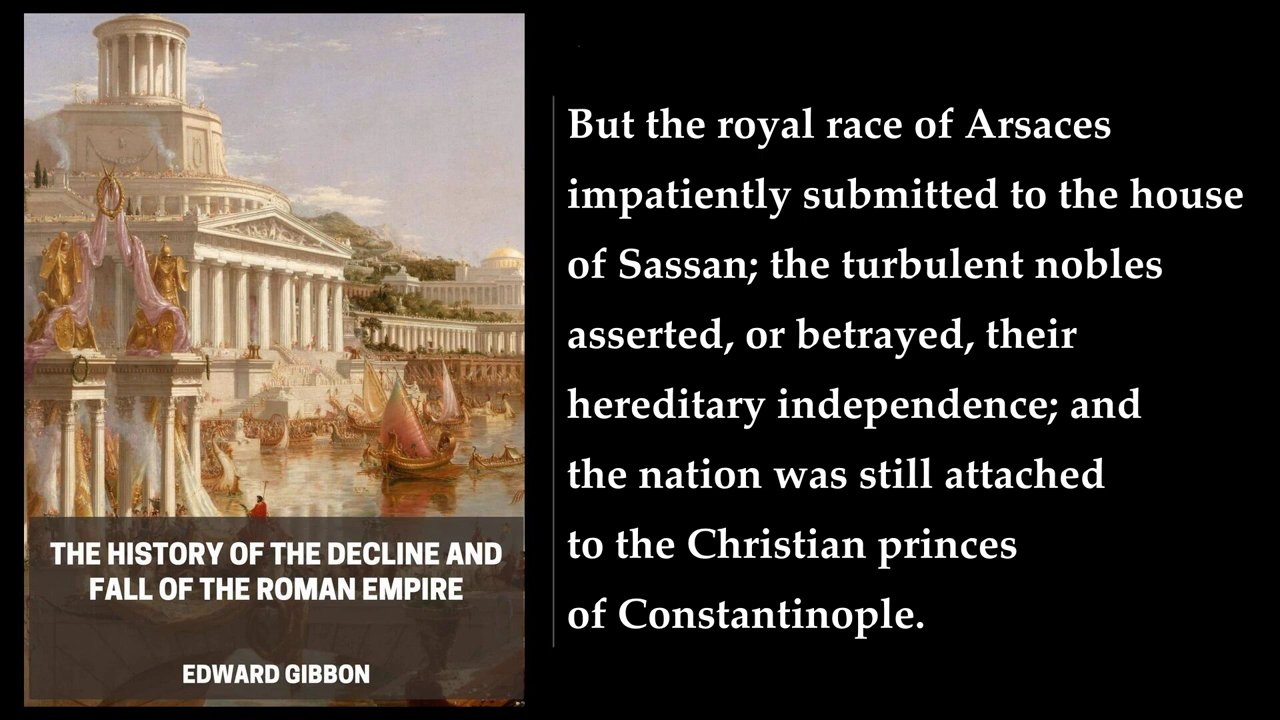 THE HISTORY OF THE DECLINE AND
FALL OF THE ROMAN EMPIRE
EDWARD GIBBON
But the royal race of Arsaces
impatiently submitted to the house
of Sassan; the turbulent nobles
asserted, or betrayed, their
hereditary independence; and
the nation was still attached
to the Christian princes
of Constantinople.